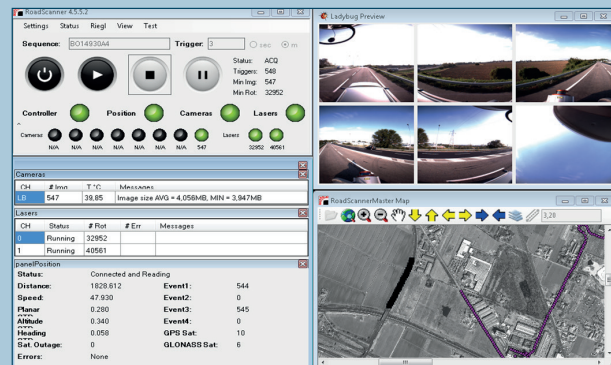 RoadScanner 4.5.5.2
Settings Status Riegl View Test
Sequence: BO14930A4 Trigger: 3 sec m
Status: ACQ
Triggers: 548
Min Img: 547
Min Rot: 32952
Controller Position Cameras Lasers
Cameras Lasers
N/A N/A N/A N/A N/A N/A 547 32952 40561
Cameras
CH # Img T °C Messages
LB 547 39,85 Image size AVG = 4,056MB, MIN = 3,947MB
Lasers
CH Status # Rot # Err Messages
0 Running 32952
1 Running 40561
panelPosition
Status: Connected and Reading
Distance: 1828.612 Event1: 544
Speed: 47.930 Event2: 0
Planar 0.280 Event3: 545
STD
Altitude 0.340 Event4: 0
STD
Heading 0.058 GPS Sat: 10
STD
Sat. Outage: 0 GLONASS Sat: 6
Errors: None
Ladybug Preview
RoadScannerMaster Map
3,20